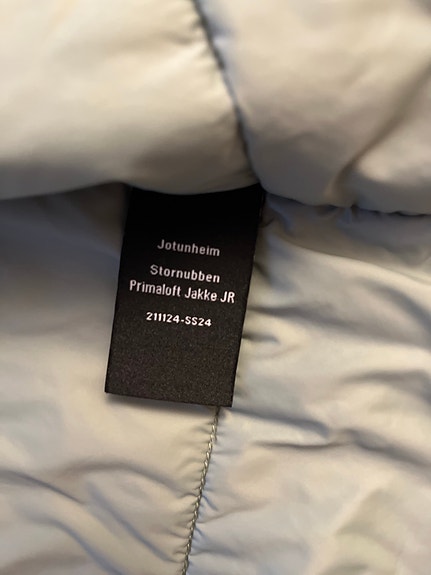 Jotunheim
Stornubben
Primaloft Jakke JR
211124-SS24